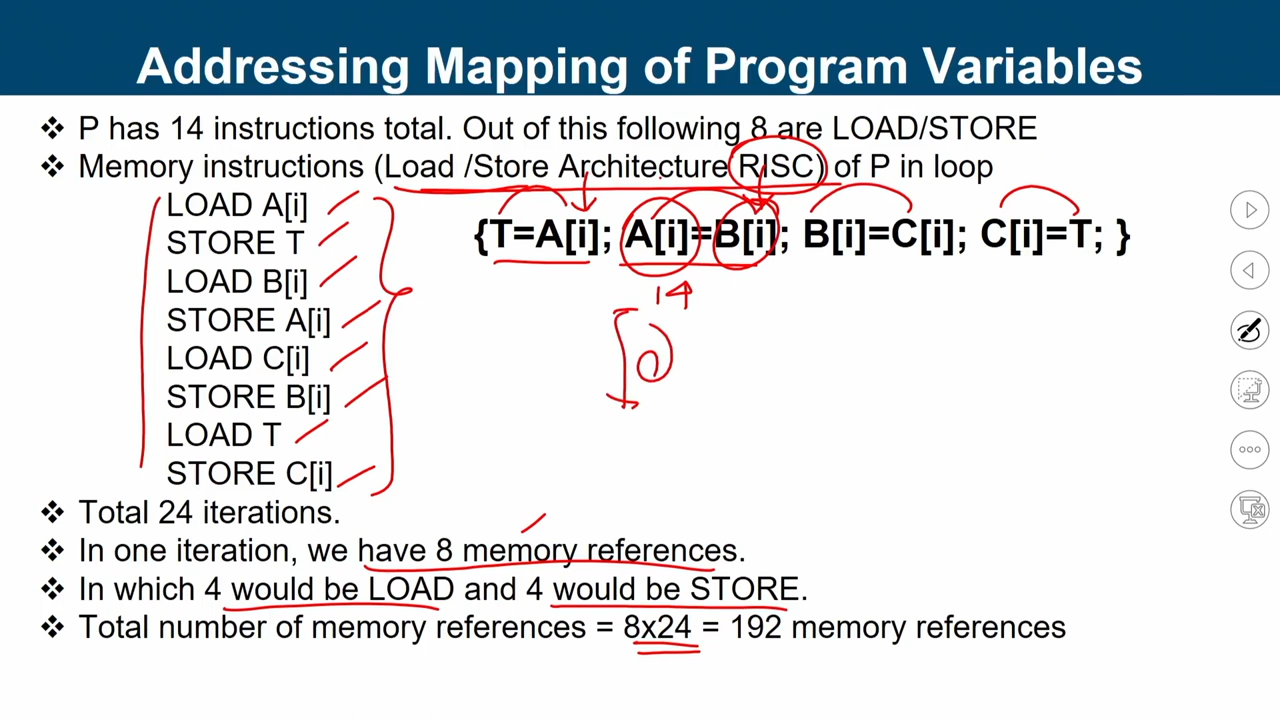 Addressing Mapping of Program Variables
❖ P has 14 instructions total. Out of this following 8 are LOAD/STORE
❖ Memory instructions (Load /Store Architecture RISC) of P in loop
LOAD A[i]
STORE T
LOAD B[i]
STORE A[i]
LOAD C[i]
STORE B[i]
LOAD T
STORE C[i]
{T=A[i]; A[i]=B[i]; B[i]=C[i]; C[i]=T; }
14
❖ Total 24 iterations.
❖ In one iteration, we have 8 memory references.
❖ In which 4 would be LOAD and 4 would be STORE.
❖ Total number of memory references = 8x24 = 192 memory references